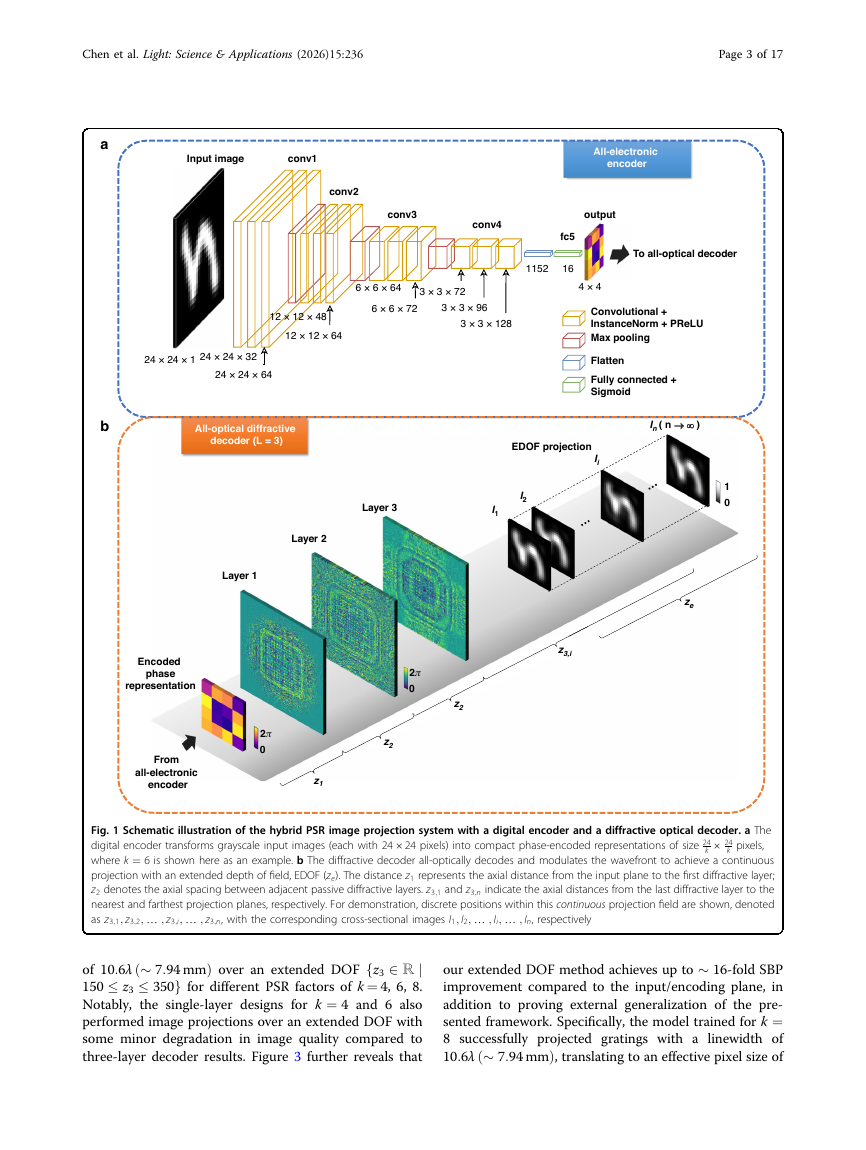 Chen et al. Light: Science & Applications (2026)15:236
Page 3 of 17
a
Input image
conv1
conv2
conv3
conv4
fc5
output
All-electronic
encoder
To all-optical decoder
24 × 24 × 1
24 × 24 × 32
24 × 24 × 64
12 × 12 × 48
12 × 12 × 64
6 × 6 × 64
6 × 6 × 72
3 × 3 × 72
3 × 3 × 96
3 × 3 × 128
1152
16
4 × 4
Convolutional +
InstanceNorm + PReLU
Max pooling
Flatten
Fully connected +
Sigmoid
b
All-optical diffractive
decoder (L = 3)
EDOF projection
I1
I2
Ii
In ( n → ∞ )
1
0
Layer 3
Layer 2
Layer 1
Encoded
phase
representation
2π
0
2π
0
From
all-electronic
encoder
z1
z2
z2
z3,i
ze
Fig. 1 Schematic illustration of the hybrid PSR image projection system with a digital encoder and a diffractive optical decoder. a The
digital encoder transforms grayscale input images (each with 24 × 24 pixels) into compact phase-encoded representations of size 24/k × 24/k pixels,
where k = 6 is shown here as an example. b The diffractive decoder all-optically decodes and modulates the wavefront to achieve a continuous
projection with an extended depth of field, EDOF (ze). The distance z1 represents the axial distance from the input plane to the first diffractive layer;
z2 denotes the axial spacing between adjacent passive diffractive layers. z3,1 and z3,n indicate the axial distances from the last diffractive layer to the
nearest and farthest projection planes, respectively. For demonstration, discrete positions within this continuous projection field are shown, denoted
as z3,1, z3,2, … , z3,i, … , z3,n, with the corresponding cross-sectional images I1, I2, … , Ii, … , In, respectively
of 10.6λ (∼ 7.94 mm) over an extended DOF {z3 ∈ ℝ |
150 ≤ z3 ≤ 350} for different PSR factors of k = 4, 6, 8.
Notably, the single-layer designs for k = 4 and 6 also
performed image projections over an extended DOF with
some minor degradation in image quality compared to
three-layer decoder results. Figure 3 further reveals that
our extended DOF method achieves up to ∼ 16-fold SBP
improvement compared to the input/encoding plane, in
addition to proving external generalization of the pre-
sented framework. Specifically, the model trained for k =
8 successfully projected gratings with a linewidth of
10.6λ (∼ 7.94 mm), translating to an effective pixel size of